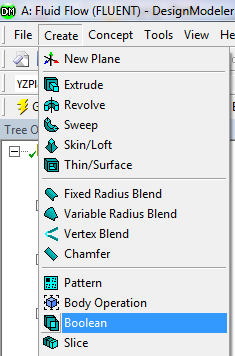 DM A: Fluid Flow (FLUENT) - DesignModeler
File Create Concept Tools View
New Plane
YZPl
Extrude
Revolve
Sweep
Tree O
Skin/Loft
Thin/Surface
Fixed Radius Blend
Variable Radius Blend
Vertex Blend
Chamfer
Pattern
Body Operation
Boolean
Slice